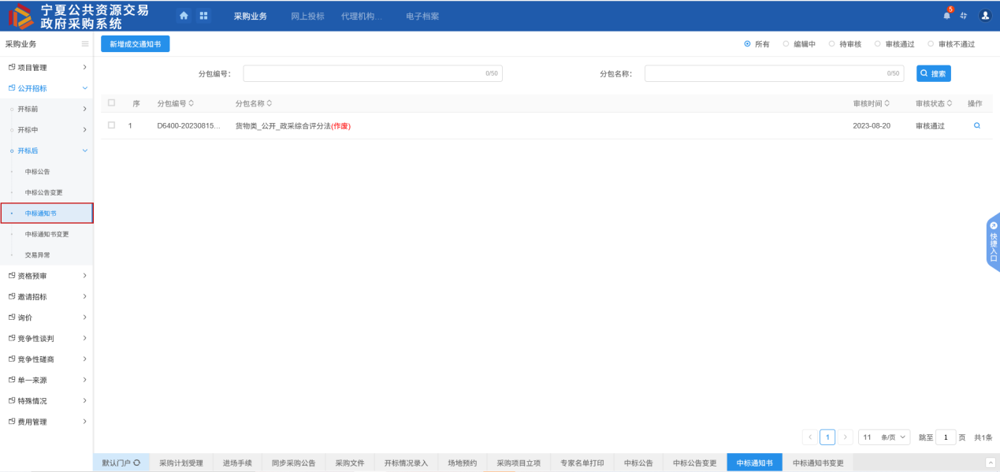 宁夏公共资源交易
政府采购系统
采购业务 网上投标 代理机构... 电子档案
5
采购业务
新增成交通知书
所有 编辑中 待审核 审核通过 审核不通过
项目管理
公开招标
开标前
开标中
开标后
中标公告
中标公告变更
中标通知书
中标通知书变更
交易异常
资格预审
邀请招标
询价
竞争性谈判
竞争性磋商
单一来源
特殊情况
费用管理
分包编号： 0/50 分包名称： 0/50 搜索
序 分包编号 分包名称 审核时间 审核状态 操作
1 D6400-20230815... 货物类_公开_政采综合评分法(作废) 2023-08-20 审核通过
快捷入口
1 11 条/页 跳至 1 页 共1条
默认门户 采购计划受理 进场手续 同步采购公告 采购文件 开标情况录入 场地预约 采购项目立项 专家名单打印 中标公告 中标公告变更 中标通知书 中标通知书变更